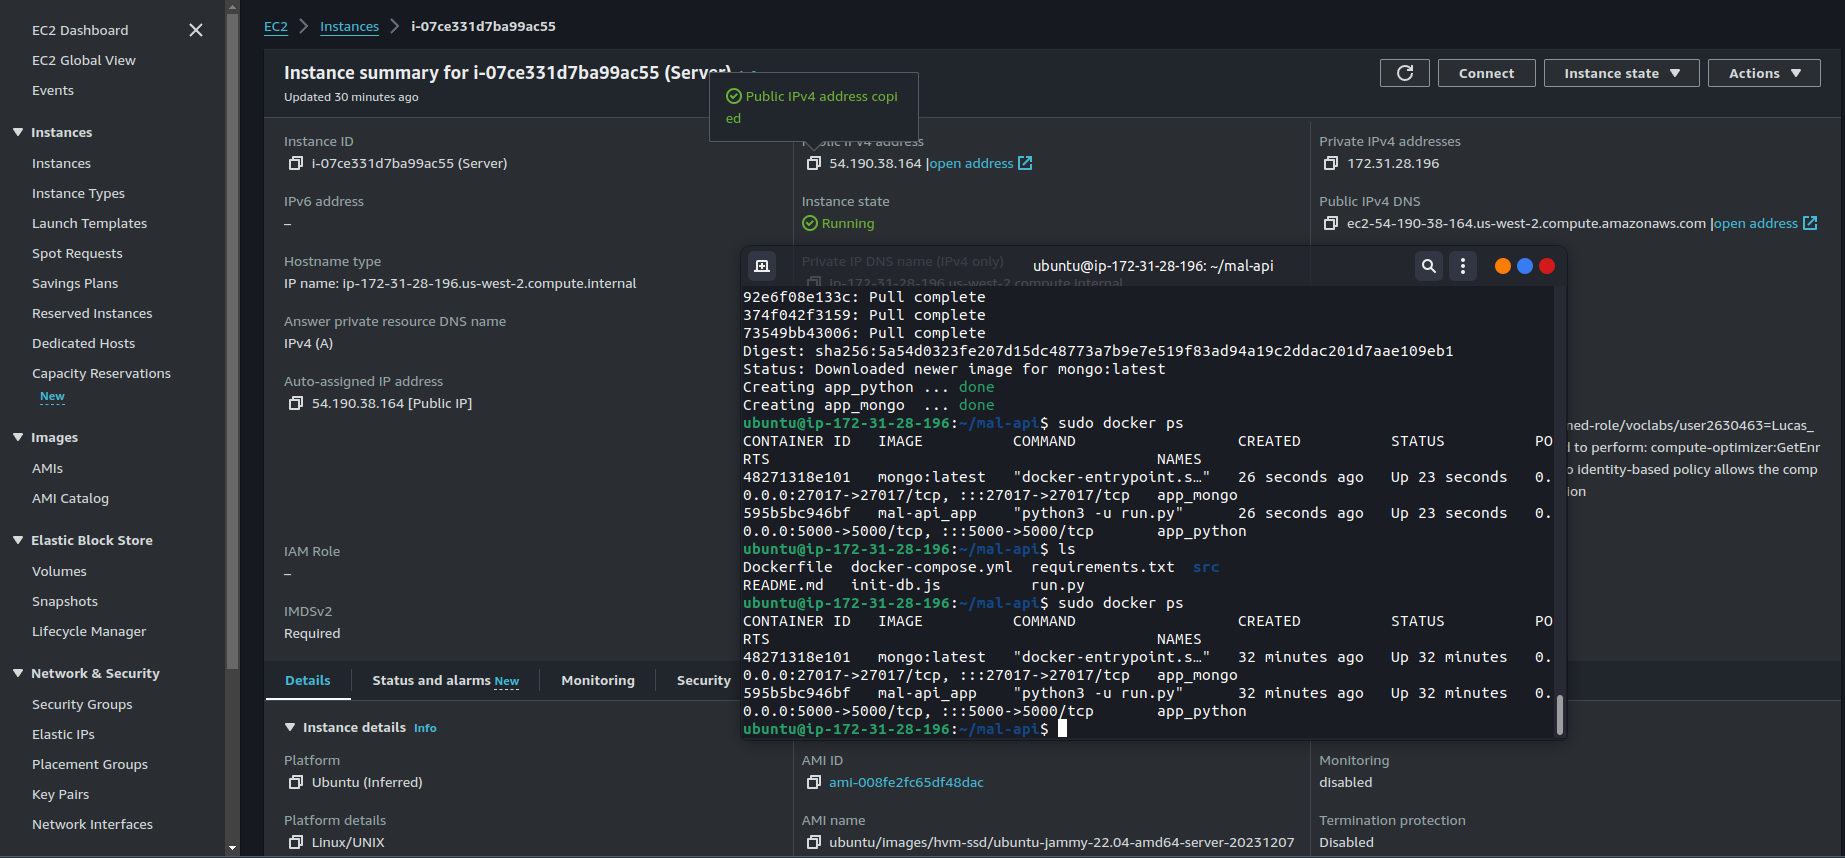 EC2 Dashboard
EC2 Global View
Events
Instances
Instances
Instance Types
Launch Templates
Spot Requests
Savings Plans
Reserved Instances
Dedicated Hosts
Capacity Reservations
New
Images
AMIs
AMI Catalog
Elastic Block Store
Volumes
Snapshots
Lifecycle Manager
Network & Security
Security Groups
Elastic IPs
Placement Groups
Key Pairs
Network Interfaces
EC2 Instances i-07ce331d7ba99ac55
Instance summary for i-07ce331d7ba99ac55 (Server)
Updated 30 minutes ago
Connect Instance state Actions
Public IPv4 address copi
ed
Instance ID
i-07ce331d7ba99ac55 (Server)
Public IPv4 address
54.190.38.164 |open address
Private IPv4 addresses
172.31.28.196
IPv6 address
–
Instance state
Running
Public IPv4 DNS
ec2-54-190-38-164.us-west-2.compute.amazonaws.com |open address
Hostname type
IP name: ip-172-31-28-196.us-west-2.compute.internal
Private IP DNS name (IPv4 only)
ip-172-31-28-196.us-west-2.compute.internal
Answer private resource DNS name
IPv4 (A)
Auto-assigned IP address
54.190.38.164 [Public IP]
med-role/voclabs/user2630463=Lucas_
d to perform: compute-optimizer:GetEnr
o identity-based policy allows the comp
ion
IAM Role
–
IMDSv2
Required
ubuntu@ip-172-31-28-196: ~/mal-api
92e6f08e133c: Pull complete
374f042f3159: Pull complete
73549bb43006: Pull complete
Digest: sha256:5a54d0323fe207d15dc48773a7b9e7e519f83ad94a19c2ddac201d7aae109eb1
Status: Downloaded newer image for mongo:latest
Creating app_python ... done
Creating app_mongo  ... done
ubuntu@ip-172-31-28-196:~/mal-api$ sudo docker ps
CONTAINER ID   IMAGE          COMMAND                  CREATED          STATUS          PO
RTS                                           NAMES
48271318e101   mongo:latest   "docker-entrypoint.s…"   26 seconds ago   Up 23 seconds   0.
0.0.0:27017->27017/tcp, :::27017->27017/tcp   app_mongo
595b5bc946bf   mal-api_app    "python3 -u run.py"      26 seconds ago   Up 23 seconds   0.
0.0.0:5000->5000/tcp, :::5000->5000/tcp       app_python
ubuntu@ip-172-31-28-196:~/mal-api$ ls
Dockerfile  docker-compose.yml  requirements.txt  src
README.md   init-db.js          run.py
ubuntu@ip-172-31-28-196:~/mal-api$ sudo docker ps
CONTAINER ID   IMAGE          COMMAND                  CREATED          STATUS          PO
RTS                                           NAMES
48271318e101   mongo:latest   "docker-entrypoint.s…"   32 minutes ago   Up 32 minutes   0.
0.0.0:27017->27017/tcp, :::27017->27017/tcp   app_mongo
595b5bc946bf   mal-api_app    "python3 -u run.py"      32 minutes ago   Up 32 minutes   0.
0.0.0:5000->5000/tcp, :::5000->5000/tcp       app_python
ubuntu@ip-172-31-28-196:~/mal-api$
Details Status and alarms New Monitoring Security
Instance details Info
Platform
Ubuntu (Inferred)
AMI ID
ami-008fe2fc65df48dac
Monitoring
disabled
Platform details
Linux/UNIX
AMI name
ubuntu/images/hvm-ssd/ubuntu-jammy-22.04-amd64-server-20231207
Termination protection
Disabled